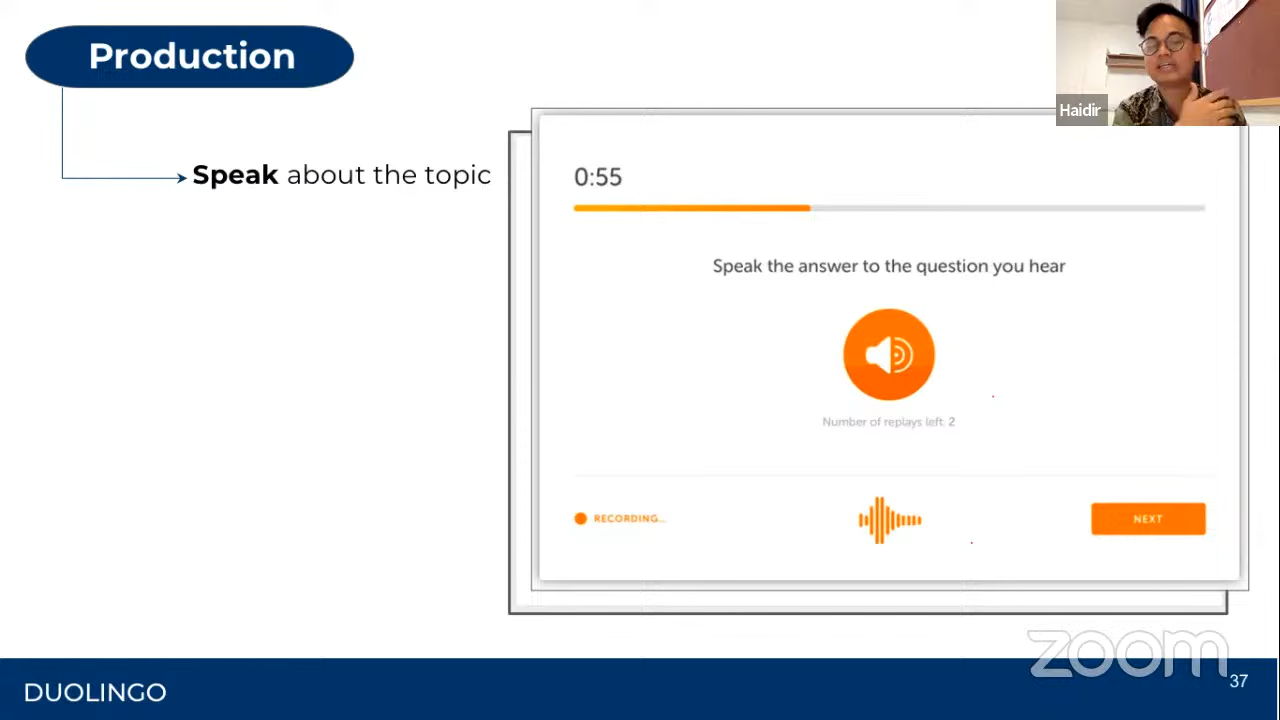 Production
Haidir
Speak about the topic
0:55
Speak the answer to the question you hear
Number of replays left: 2
RECORDING...
NEXT
zoom
DUOLINGO
37